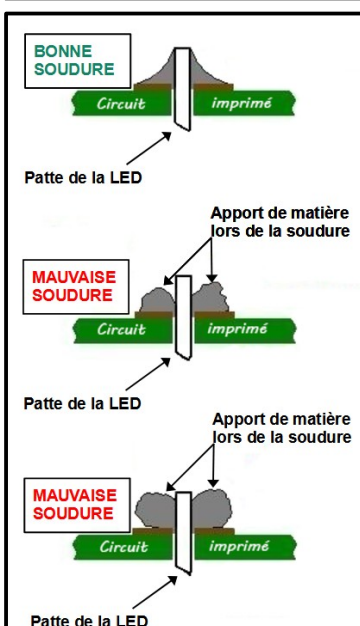 BONNE
SOUDURE
Circuit imprimé
Patte de la LED
Apport de matière
lors de la soudure
MAUVAISE
SOUDURE
Circuit imprimé
Patte de la LED
Apport de matière
lors de la soudure
MAUVAISE
SOUDURE
Circuit imprimé
Patte de la LED